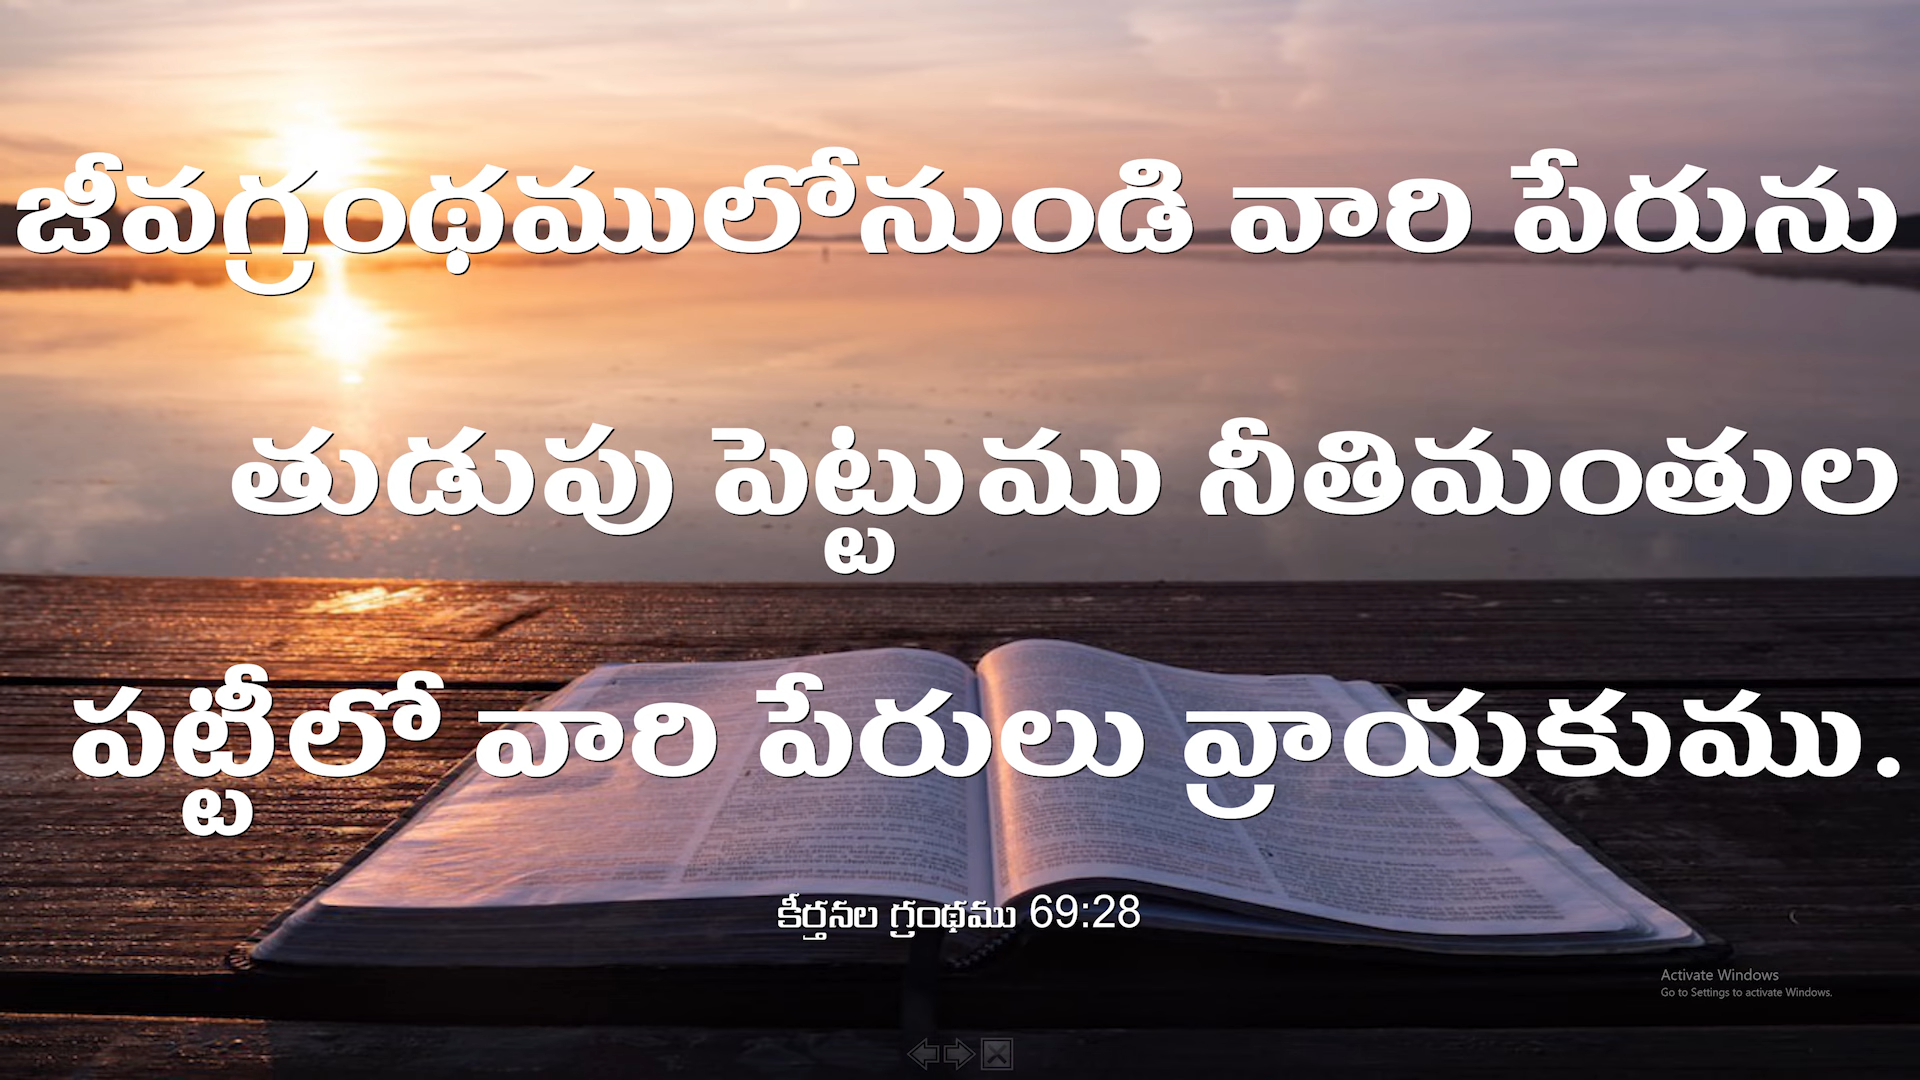 జీవగ్రంథములోనుండి వారి పేరును
తుడుపు పెట్టుము నీతిమంతుల
పట్టీలో వారి పేరులు వ్రాయకుము.
కీర్తనల గ్రంథము 69:28
Activate Windows
Go to Settings to activate Windows.